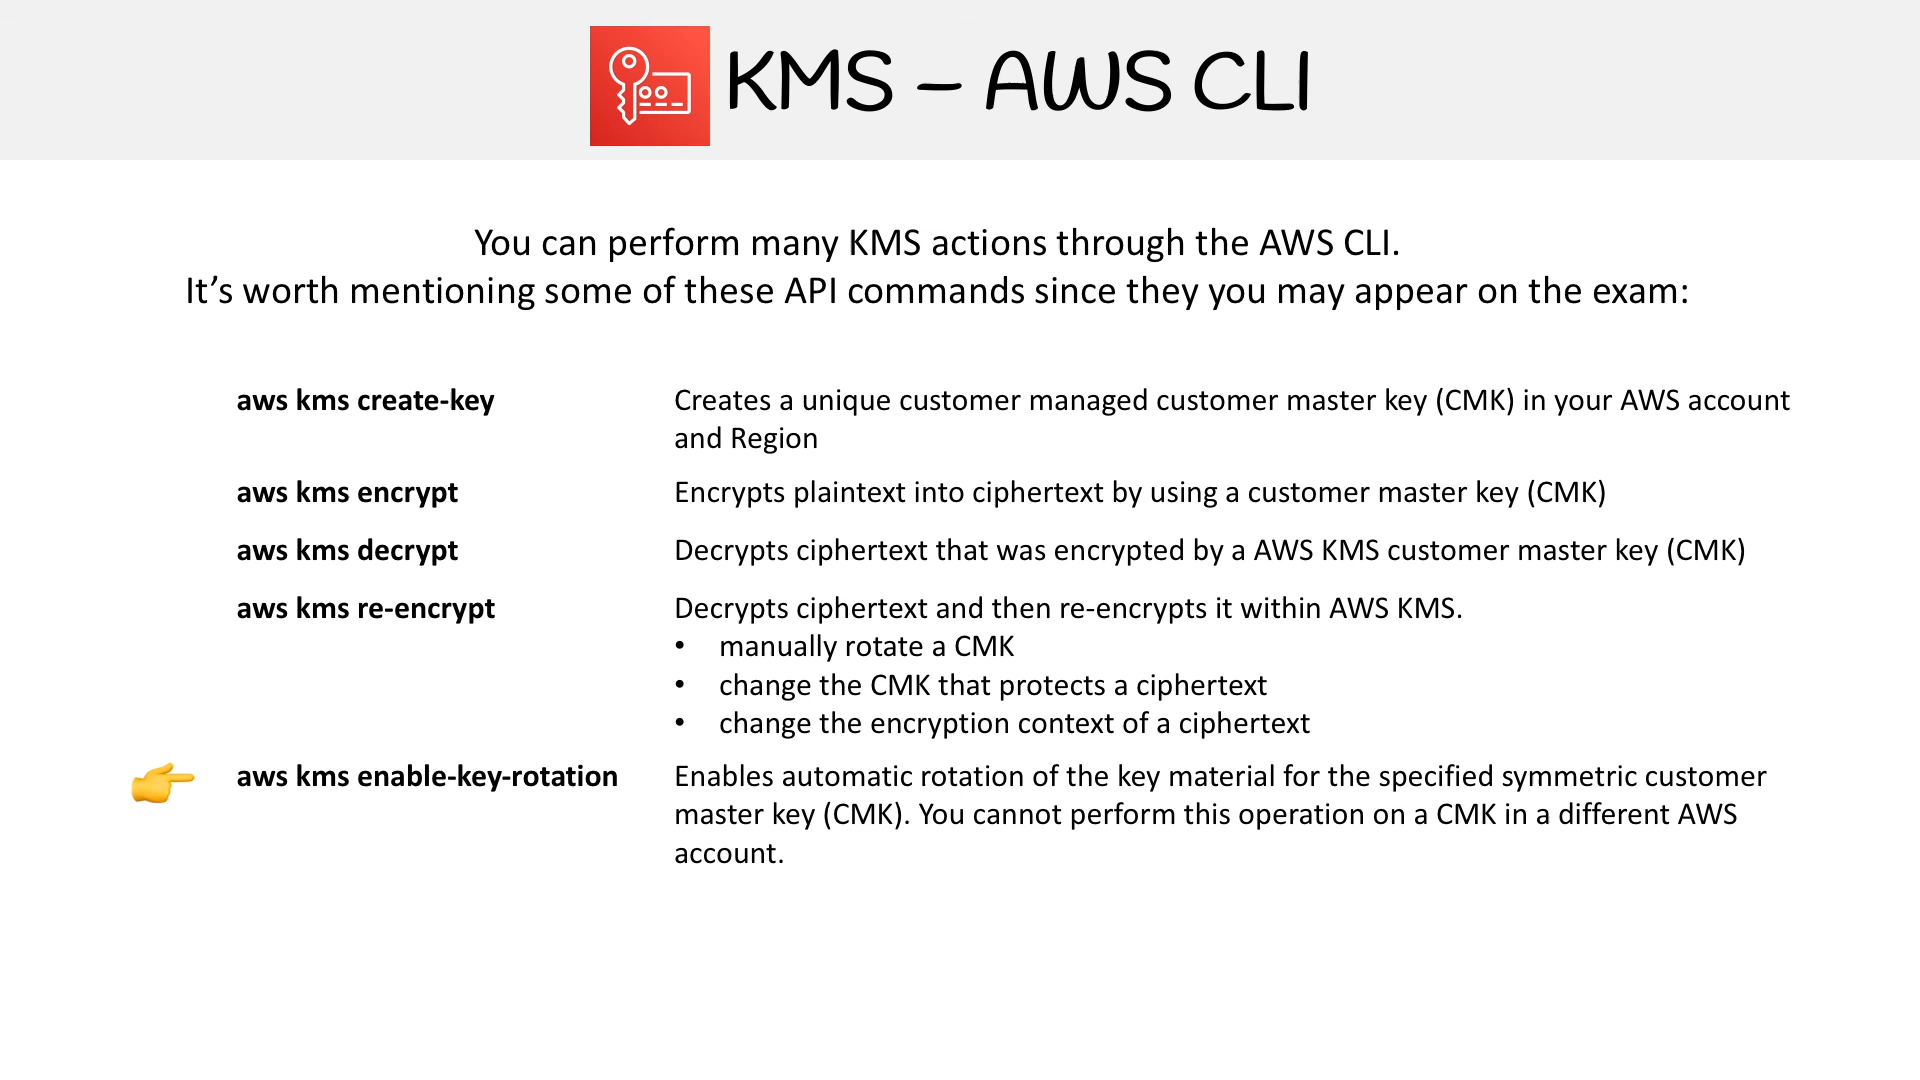 KMS – AWS CLI
You can perform many KMS actions through the AWS CLI.
It’s worth mentioning some of these API commands since they you may appear on the exam:
aws kms create-key
Creates a unique customer managed customer master key (CMK) in your AWS account
and Region
aws kms encrypt
Encrypts plaintext into ciphertext by using a customer master key (CMK)
aws kms decrypt
Decrypts ciphertext that was encrypted by a AWS KMS customer master key (CMK)
aws kms re-encrypt
Decrypts ciphertext and then re-encrypts it within AWS KMS.
• manually rotate a CMK
• change the CMK that protects a ciphertext
• change the encryption context of a ciphertext
aws kms enable-key-rotation
Enables automatic rotation of the key material for the specified symmetric customer
master key (CMK). You cannot perform this operation on a CMK in a different AWS
account.